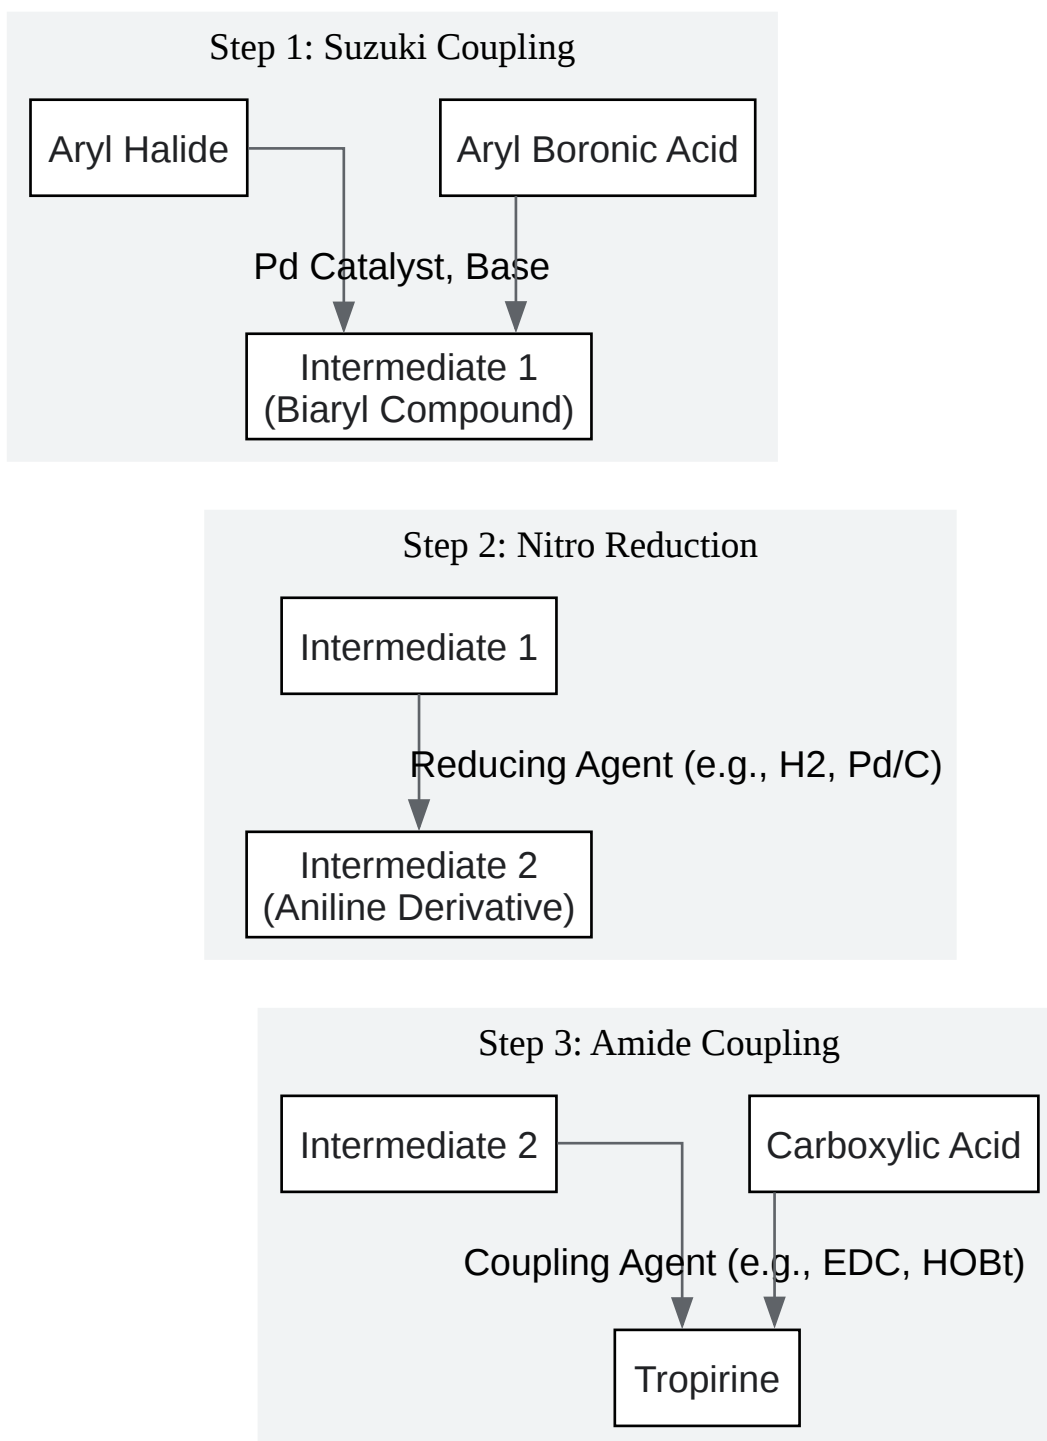 Step 1: Suzuki Coupling
Aryl Halide
Aryl Boronic Acid
Pd Catalyst, Base
Intermediate 1
(Biaryl Compound)
Step 2: Nitro Reduction
Intermediate 1
Reducing Agent (e.g., H2, Pd/C)
Intermediate 2
(Aniline Derivative)
Step 3: Amide Coupling
Intermediate 2
Carboxylic Acid
Coupling Agent (e.g., EDC, HOBt)
Tropirine